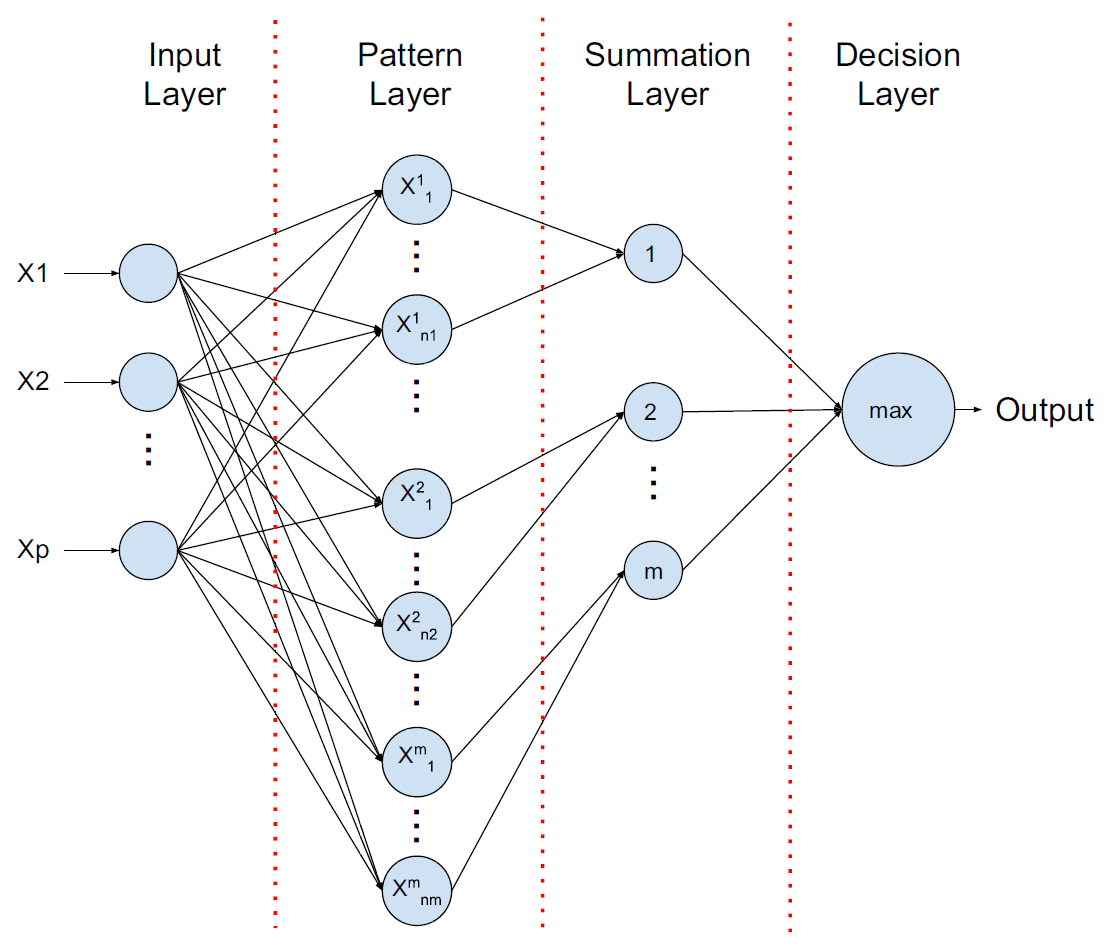 Input
Layer
Pattern
Layer
Summation
Layer
Decision
Layer
X1
X2
Xp
X¹₁
X¹n1
X²₁
X²n2
Xᵐ₁
Xᵐnm
1
2
m
max
Output